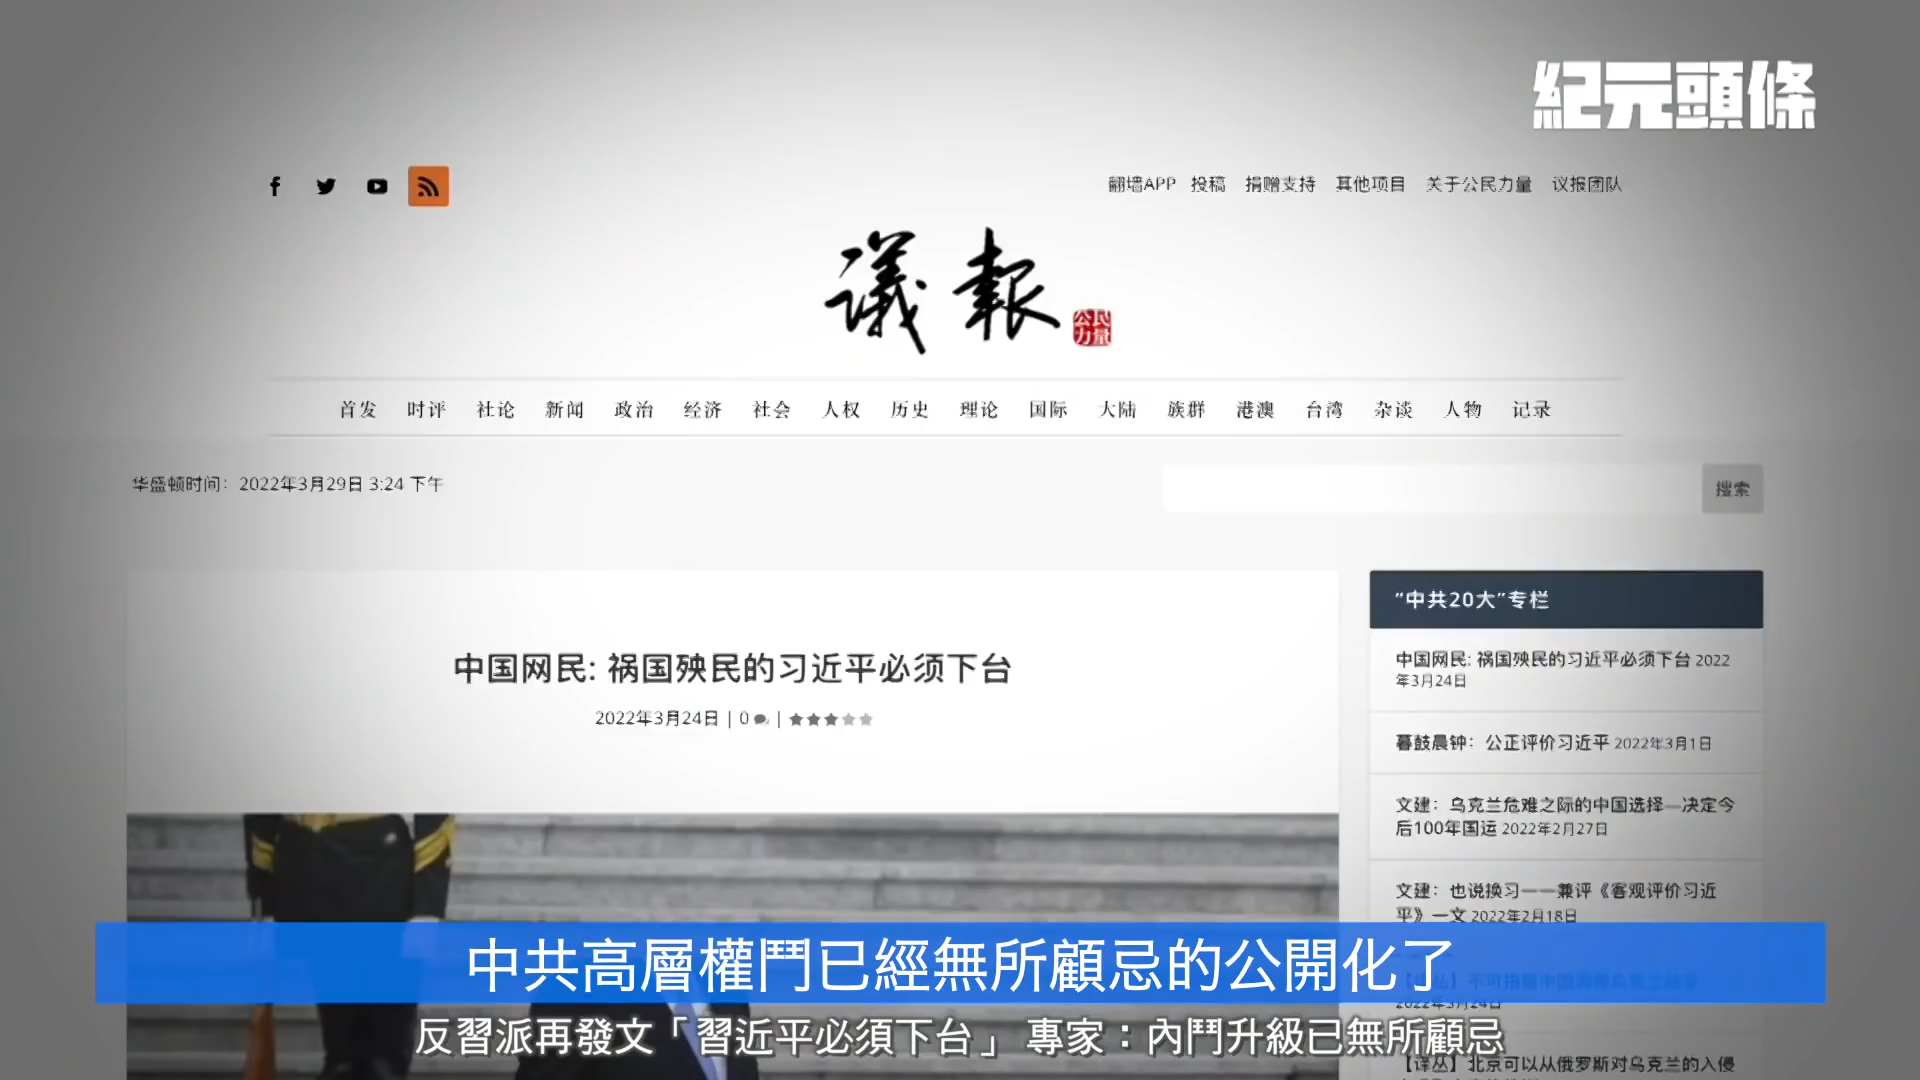 紀元頭條
翻墙APP 投稿 捐赠支持 其他项目 关于公民力量 议报团队
議報
公民力量
首发 时评 社论 新闻 政治 经济 社会 人权 历史 理论 国际 大陆 族群 港澳 台湾 杂谈 人物 记录
华盛顿时间：2022年3月29日 3:24 下午
搜索
中国网民: 祸国殃民的习近平必须下台
2022年3月24日 | 0 |
"中共20大"专栏
中国网民: 祸国殃民的习近平必须下台 2022
年3月24日
暮鼓晨钟：公正评价习近平 2022年3月1日
文建：乌克兰危难之际的中国选择—决定今
后100年国运 2022年2月27日
文建：也说换习——兼评《客观评价习近
平》一文 2022年2月18日
2022年3月24日
【译丛】北京可以从俄罗斯对乌克兰的入侵
中共高層權鬥已經無所顧忌的公開化了
反習派再發文「習近平必須下台」 專家：內鬥升級已無所顧忌